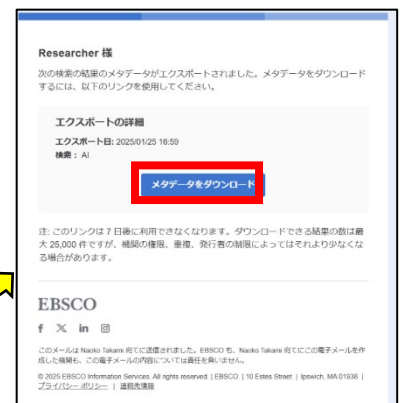 Researcher 様
次の検索の結果のメタデータがエクスポートされました。メタデータをダウンロード
するには、以下のリンクを使用してください。
エクスポートの詳細
エクスポート日: 2025/01/25 16:59
検索： AI
メタデータをダウンロード
注: このリンクは 7 日後に利用できなくなります。ダウンロードできる結果の数は最
大 25,000 件ですが、機関の権限、重複、発行者の制限によってはそれより少なくな
る場合があります。
EBSCO
このメールは Naoko Takami 宛てに送信されました。EBSCO も、Naoko Takami 宛てにこの電子メールを作
成した機関も、この電子メールの内容については責任を負いません。
© 2025 EBSCO Information Services. All rights reserved. | EBSCO | 10 Estes Street | Ipswich, MA 01938 |
プライバシー ポリシー | 連絡先情報